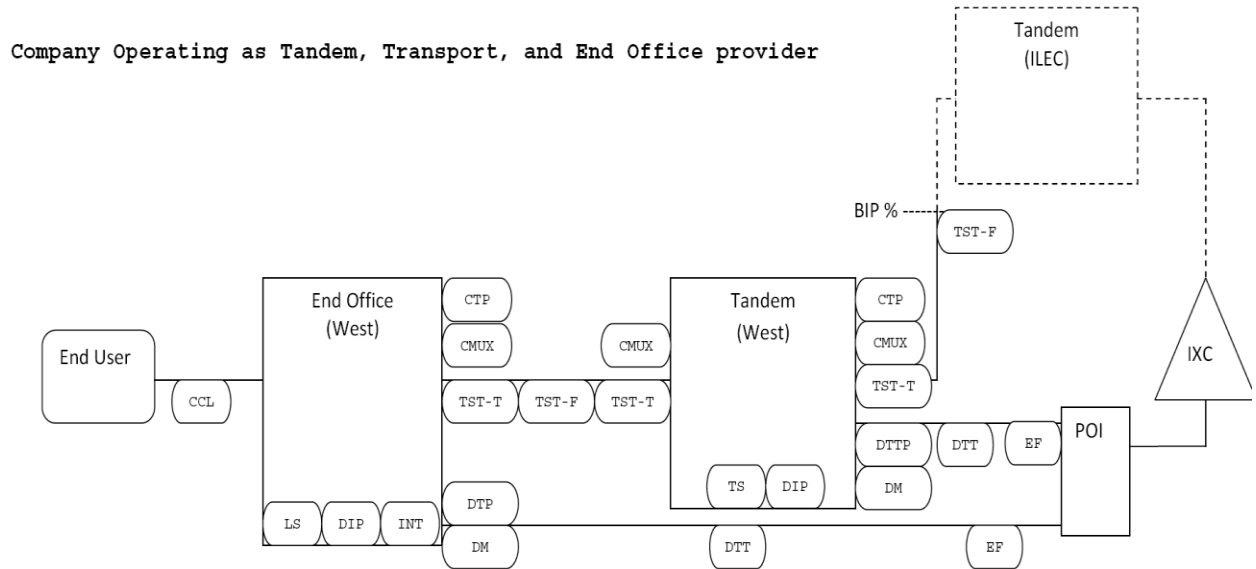 Company Operating as Tandem, Transport, and End Office provider
Tandem
(ILEC)
BIP %
TST-F
End Office
(West)
CTP
CMUX
CMUX
Tandem
(West)
CTP
CMUX
TST-T
End User
CCL
TST-T
TST-F
TST-T
IXC
DTTP
DTT
EF
POI
DM
TS
DIP
LS
DIP
INT
DTP
DM
DTT
EF